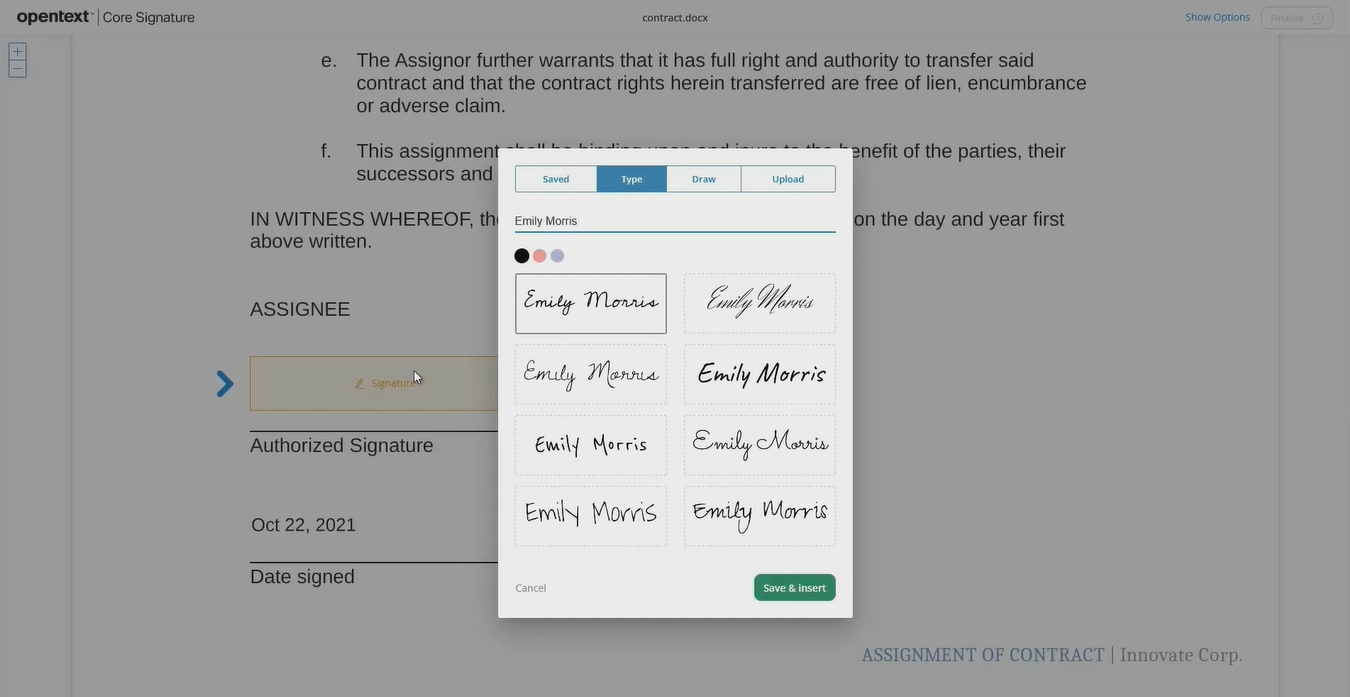 opentext™ | Core Signature
contract.docx
Show Options
Finalize
+
−
e. The Assignor further warrants that it has full right and authority to transfer said
contract and that the contract rights herein transferred are free of lien, encumbrance
or adverse claim.
f. This assignment shall be binding upon and inure to the benefit of the parties, their
successors and
IN WITNESS WHEREOF, the
on the day and year first
above written.
ASSIGNEE
Signature
Authorized Signature
Oct 22, 2021
Date signed
Saved
Type
Draw
Upload
Emily Morris
Emily Morris
Emily Morris
Emily Morris
Emily Morris
Emily Morris
Emily Morris
Emily Morris
Emily Morris
Cancel
Save & insert
ASSIGNMENT OF CONTRACT | Innovate Corp.